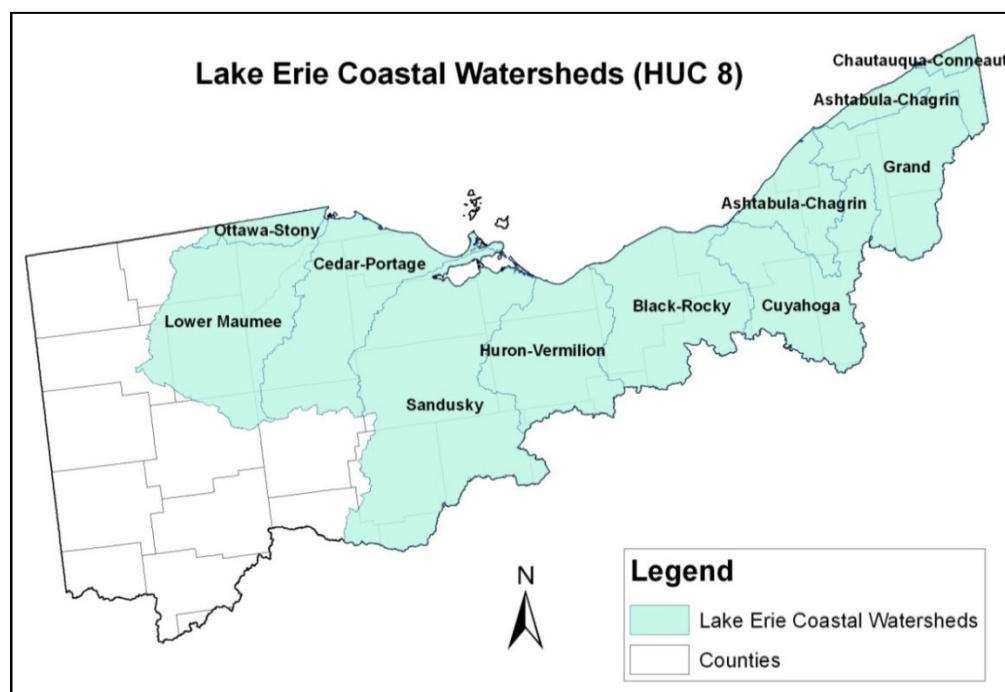 Lake Erie Coastal Watersheds (HUC 8)
Chautauqua-Conneaut
Ashtabula-Chagrin
Grand
Ashtabula-Chagrin
Ottawa-Stony
Cedar-Portage
Lower Maumee
Black-Rocky
Cuyahoga
Huron-Vermilion
Sandusky
N
Legend
Lake Erie Coastal Watersheds
Counties